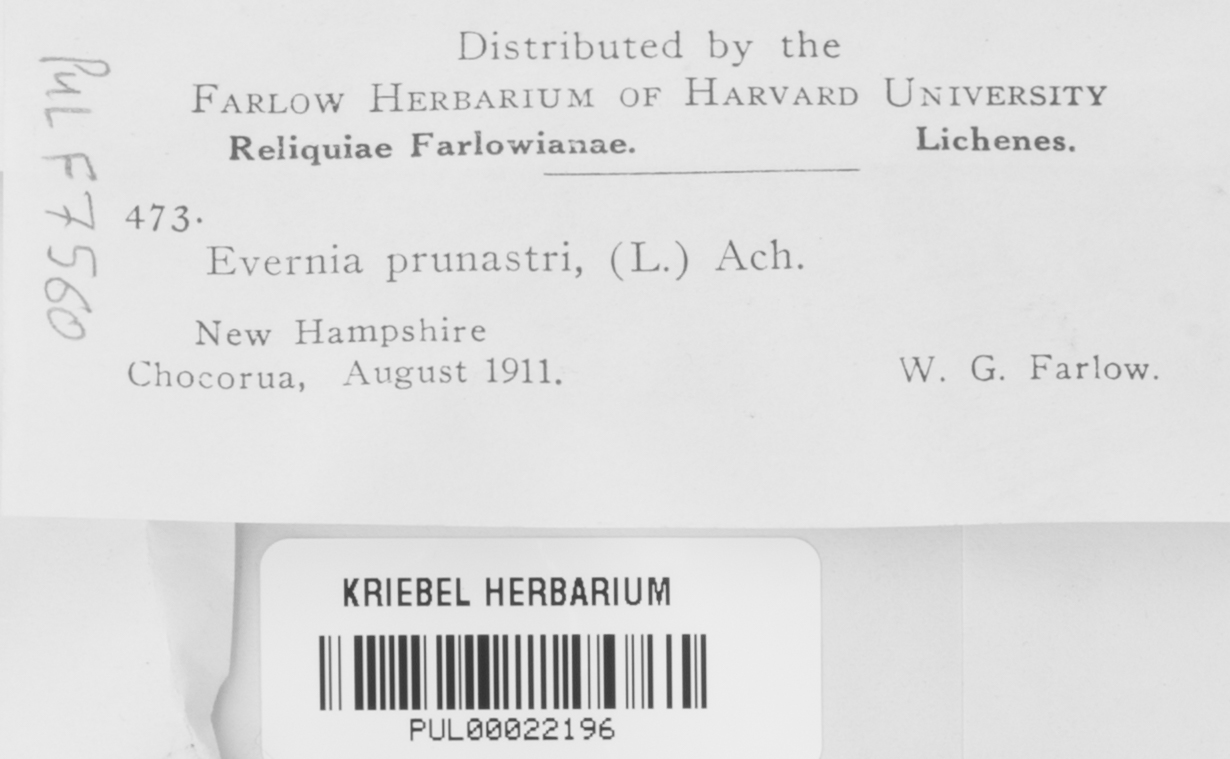 Distributed by the
FARLOW HERBARIUM OF HARVARD UNIVERSITY
Reliquiae Farlowianae. Lichenes.
473.
Evernia prunastri, (L.) Ach.
New Hampshire
Chocorua, August 1911. W. G. Farlow.
PUL F7560
KRIEBEL HERBARIUM
PUL00022196